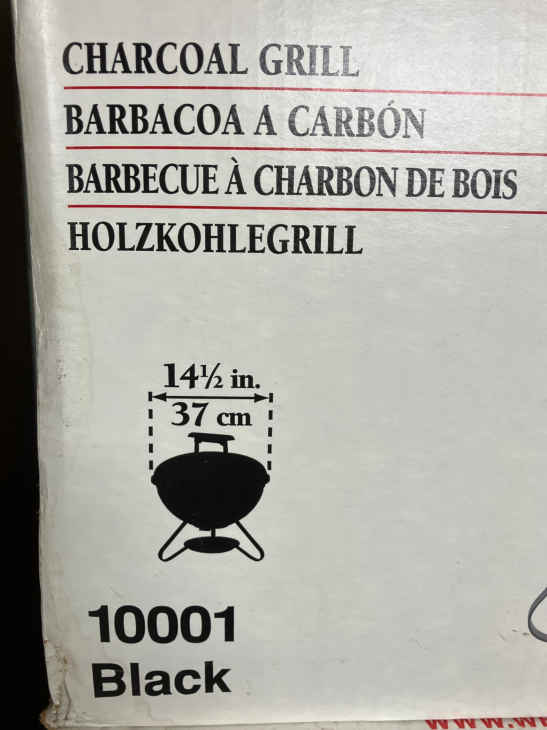 CHARCOAL GRILL
BARBACOA A CARBÓN
BARBECUE À CHARBON DE BOIS
HOLZKOHLEGRILL
14½ in.
37 cm
10001
Black